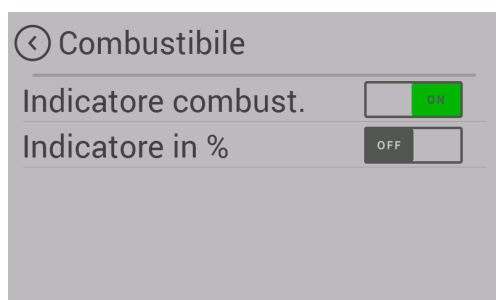 Combustibile
Indicatore combust.
ON
Indicatore in %
OFF